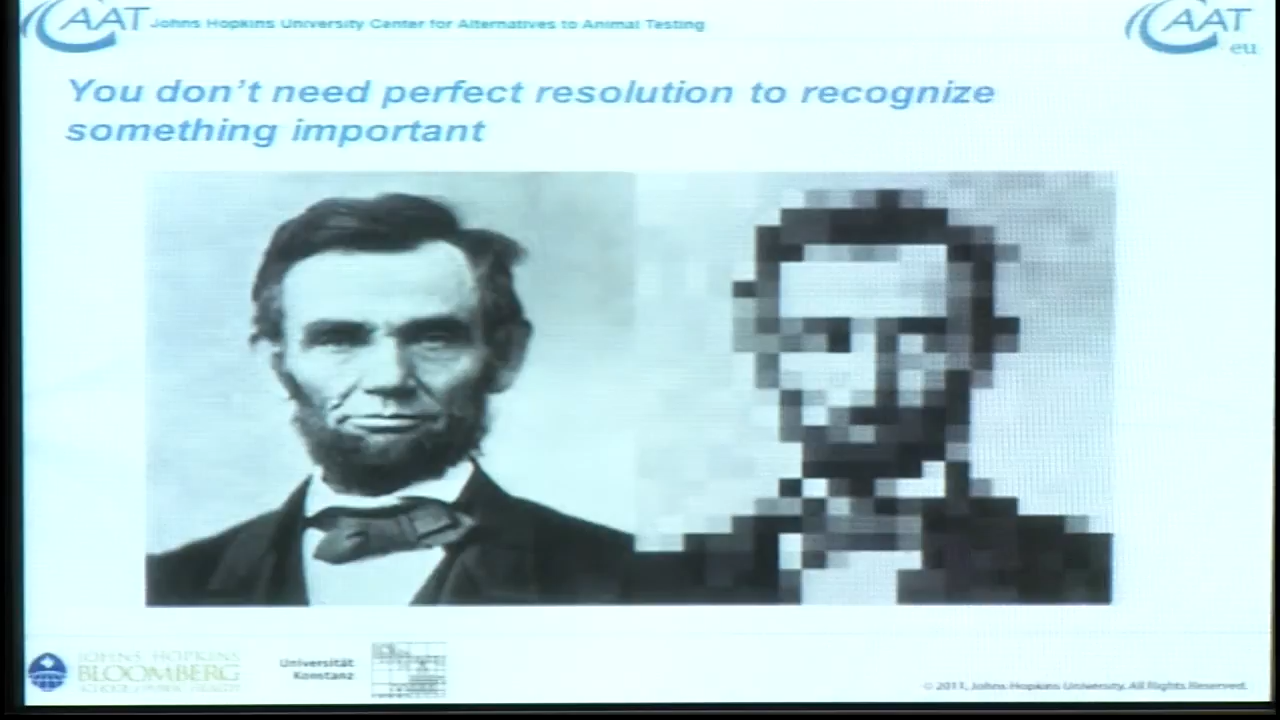 CAAT Johns Hopkins University Center for Alternatives to Animal Testing
CAAT
eu
You don't need perfect resolution to recognize
something important
JOHNS HOPKINS
BLOOMBERG
SCHOOL of PUBLIC HEALTH
Universität
Konstanz
© 2011, Johns Hopkins University. All Rights Reserved.